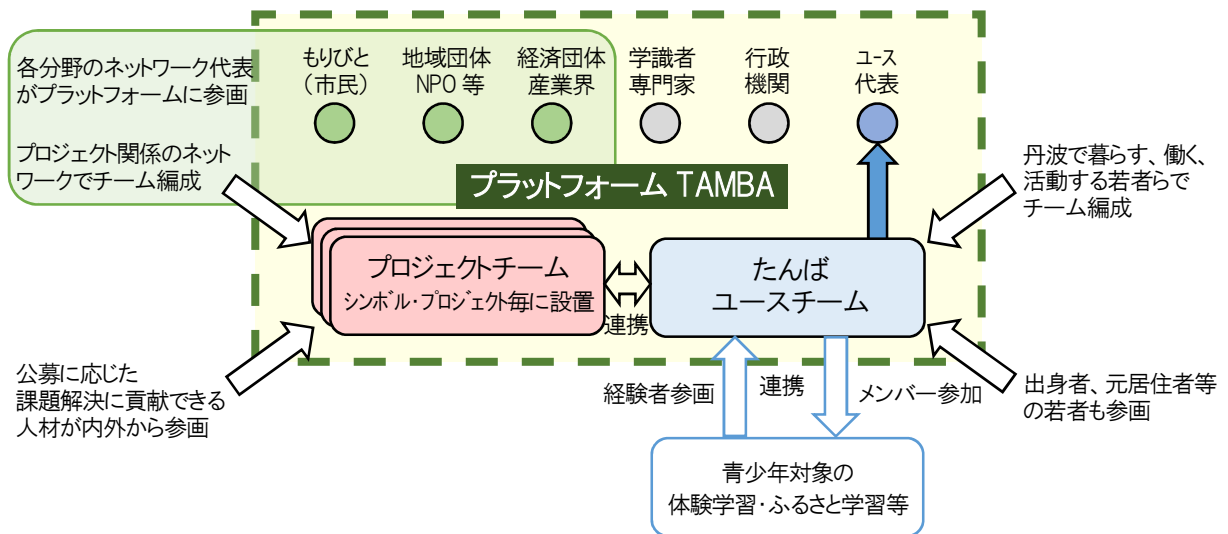 各分野のネットワーク代表
がプラットフォームに参画
プロジェクト関係のネット
ワークでチーム編成
もりびと
（市民）
地域団体
NPO 等
経済団体
産業界
学識者
専門家
行政
機関
ユース
代表
プラットフォーム TAMBA
丹波で暮らす、働く、
活動する若者らで
チーム編成
プロジェクトチーム
シンボル・プロジェクト毎に設置
連携
たんば
ユースチーム
公募に応じた
課題解決に貢献できる
人材が内外から参画
経験者参画
連携
メンバー参加
出身者、元居住者等
の若者も参画
青少年対象の
体験学習・ふるさと学習等